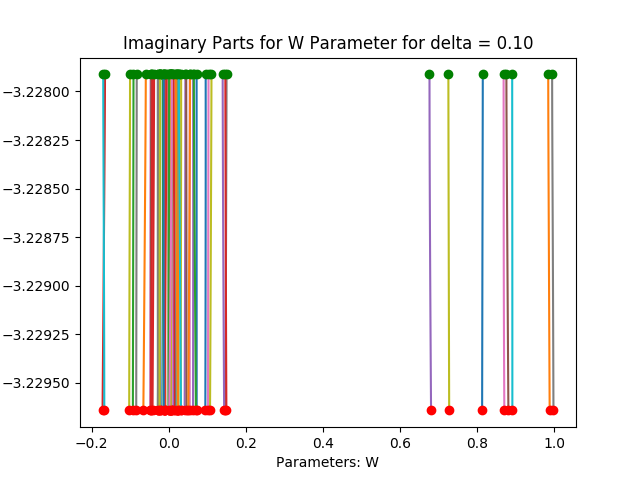 Imaginary Parts for W Parameter for delta = 0.10
−3.22800
−3.22825
−3.22850
−3.22875
−3.22900
−3.22925
−3.22950
−0.2 0.0 0.2 0.4 0.6 0.8 1.0
Parameters: W